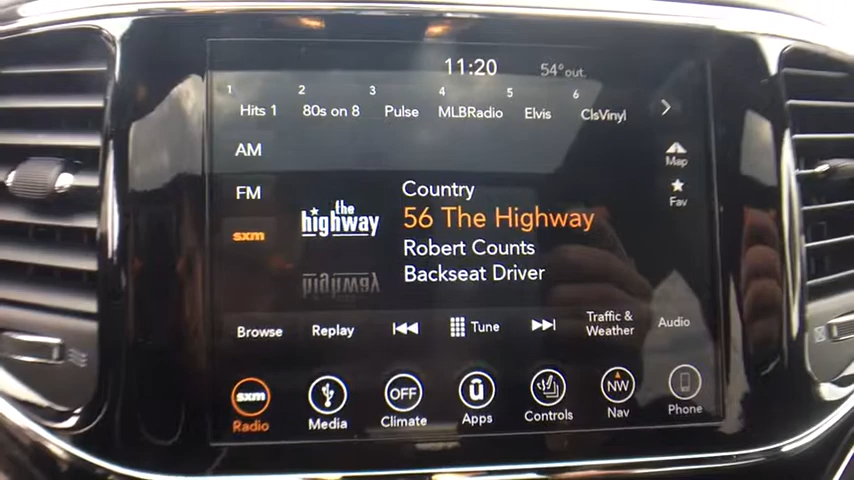 11:20 54° out.
1 2 3 4 5 6
Hits 1 80s on 8 Pulse MLBRadio Elvis ClsVinyl
AM
Map
FM
Fav
sxm
the
highway
Country
56 The Highway
Robert Counts
Backseat Driver
Browse Replay Tune Traffic &
Weather Audio
sxm OFF ū NW
Radio Media Climate Apps Controls Nav Phone